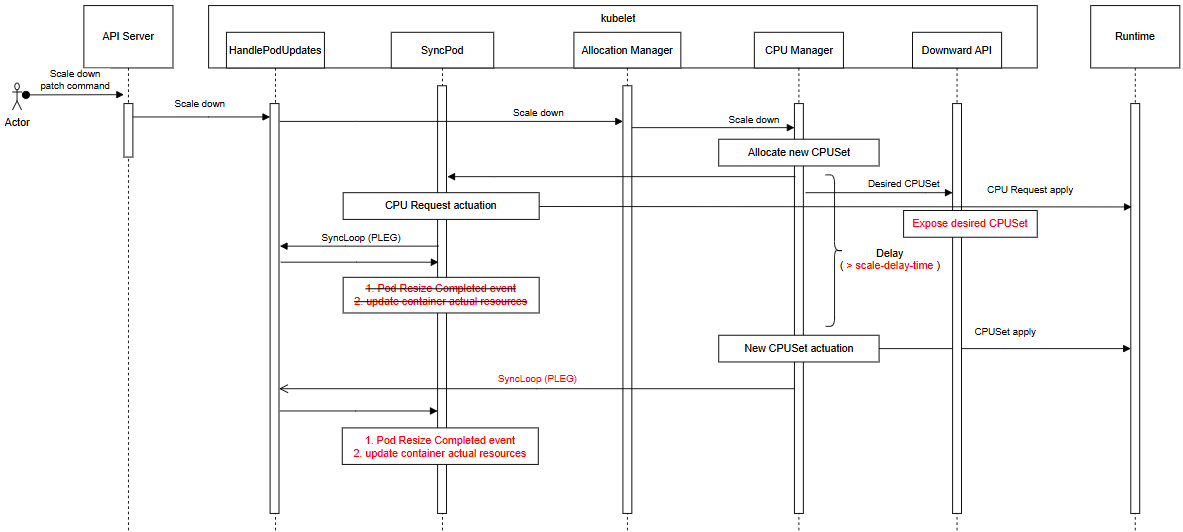 kubelet
API Server
HandlePodUpdates
SyncPod
Allocation Manager
CPU Manager
Downward API
Runtime
Scale down
patch command
Actor
Scale down
Scale down
Scale down
Allocate new CPUSet
Desired CPUSet
CPU Request apply
CPU Request actuation
Expose desired CPUSet
SyncLoop (PLEG)
Delay
( > scale-delay-time )
1. Pod Resize Completed event
2. update container actual resources
CPUSet apply
New CPUSet actuation
SyncLoop (PLEG)
1. Pod Resize Completed event
2. update container actual resources